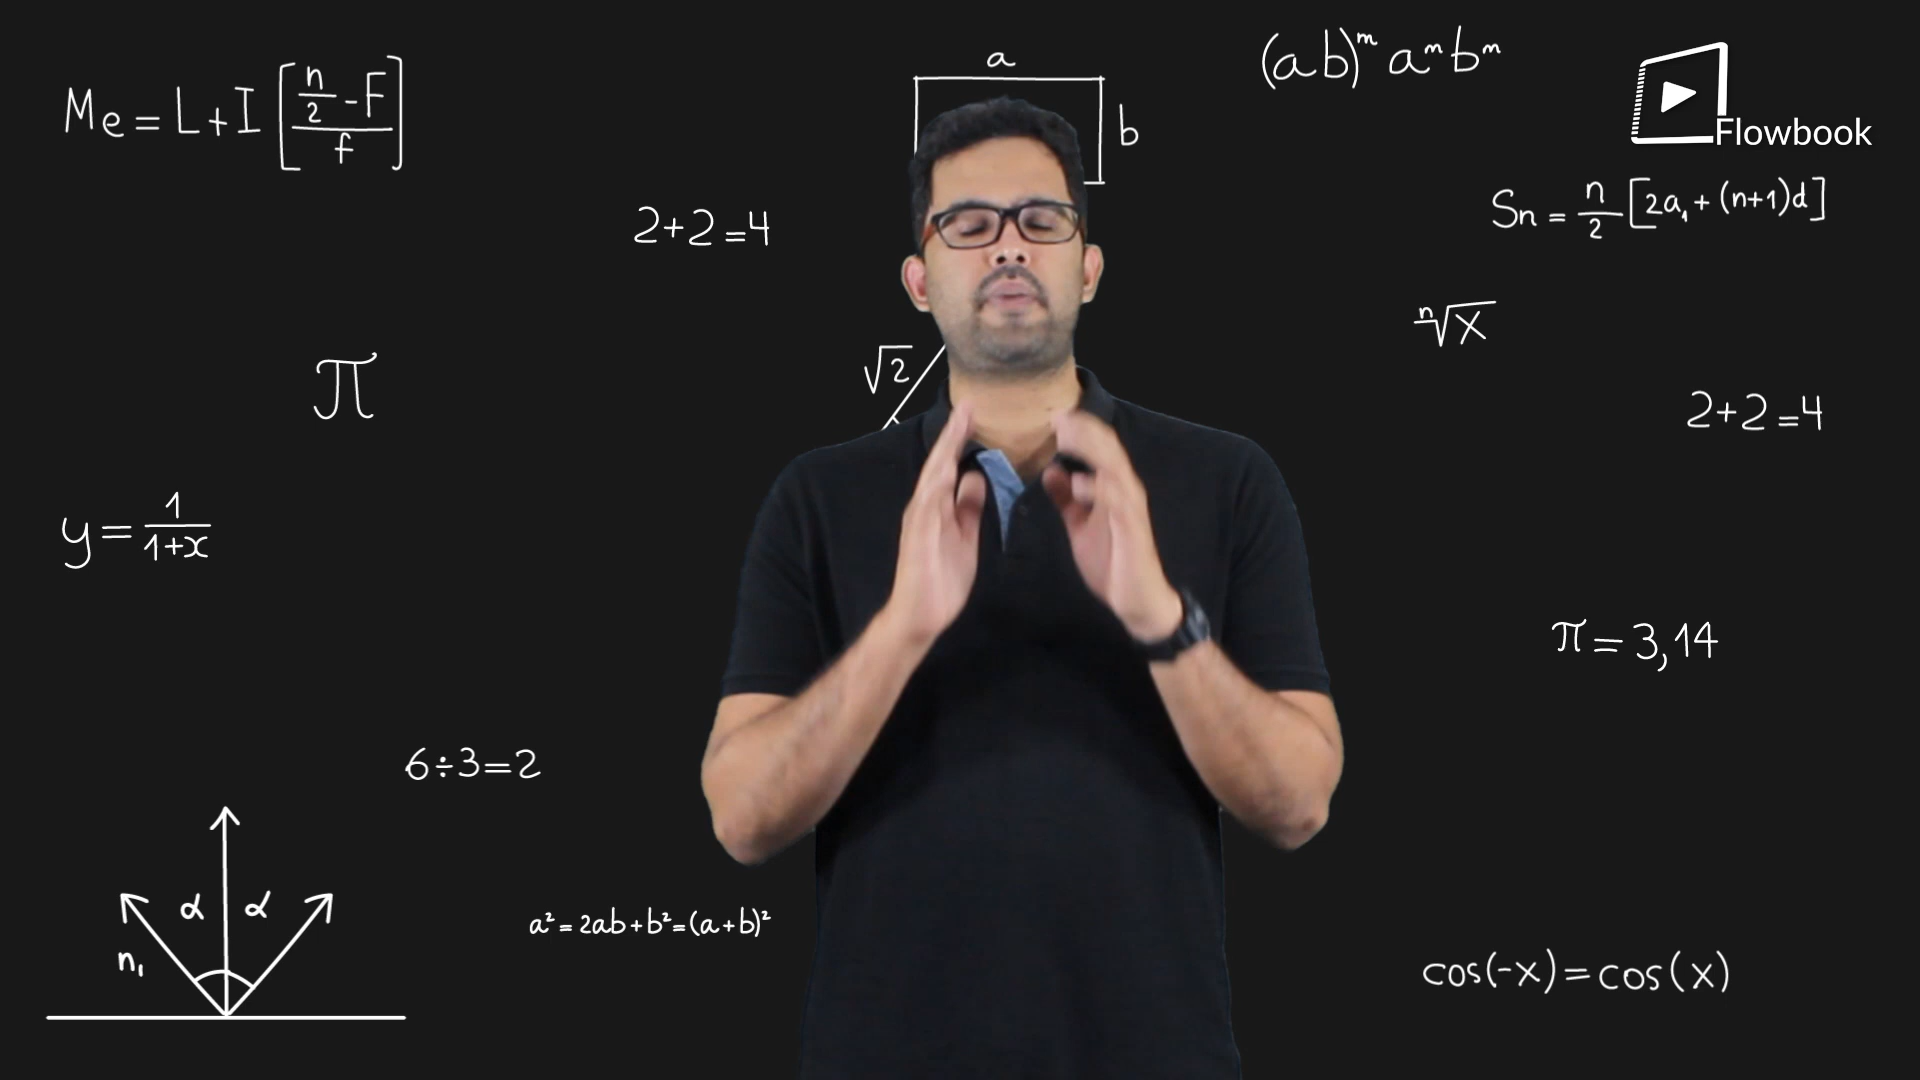 a
(ab)ᵐ aᵐ bᵐ
Me = L+I [(n/2 -F)/f]
b
Flowbook
Sn = n/2 [2a₁ + (n+1)d]
2+2=4
ⁿ√x
√2
π
2+2=4
y = 1/(1+x)
π = 3,14
6÷3=2
α α
n₁
a² = 2ab+b² = (a+b)²
cos(-x) = cos(x)